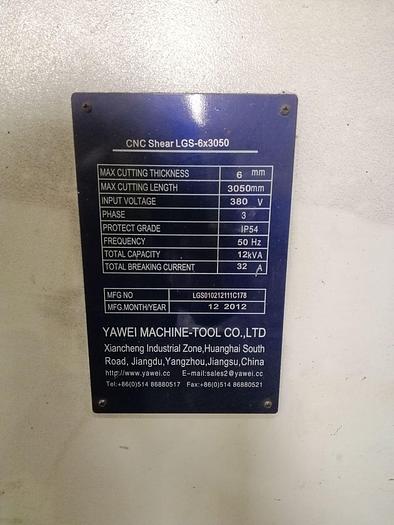 CNC Shear LGS-6x3050
MAX CUTTING THICKNESS 6 mm
MAX CUTTING LENGTH 3050mm
INPUT VOLTAGE 380 V
PHASE 3
PROTECT GRADE IP54
FREQUENCY 50 Hz
TOTAL CAPACITY 12kVA
TOTAL BREAKING CURRENT 32 A
MFG NO LGS010212111C178
MFG.MONTH/YEAR 12 2012
YAWEI MACHINE-TOOL CO.,LTD
Xiancheng Industrial Zone,Huanghai South
Road, Jiangdu,Yangzhou,Jiangsu,China
http://www.yawei.cc E-mail:sales2@yawei.cc
Tel:+86(0)514 86880517 Fax:+86(0)514 86880521